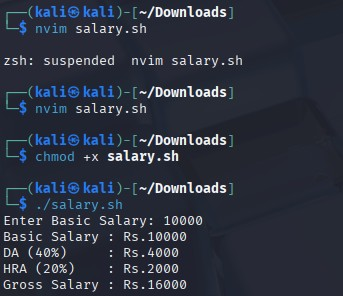 ┌──(kali㉿kali)-[~/Downloads]
└─$ nvim salary.sh
zsh: suspended  nvim salary.sh
┌──(kali㉿kali)-[~/Downloads]
└─$ nvim salary.sh
┌──(kali㉿kali)-[~/Downloads]
└─$ chmod +x salary.sh
┌──(kali㉿kali)-[~/Downloads]
└─$ ./salary.sh
Enter Basic Salary: 10000
Basic Salary : Rs.10000
DA (40%)     : Rs.4000
HRA (20%)    : Rs.2000
Gross Salary : Rs.16000